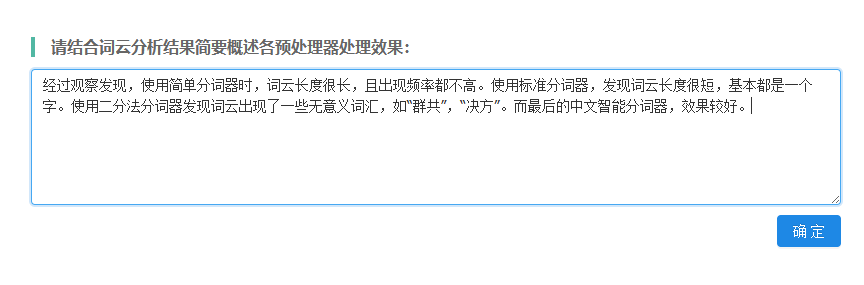 请结合词云分析结果简要概述各预处理器处理效果：
经过观察发现，使用简单分词器时，词云长度很长，且出现频率都不高。使用标准分词器，发现词云长度很短，基本都是一个
字。使用二分法分词器发现词云出现了一些无意义词汇，如“群共”，“决方”。而最后的中文智能分词器，效果较好。
确 定